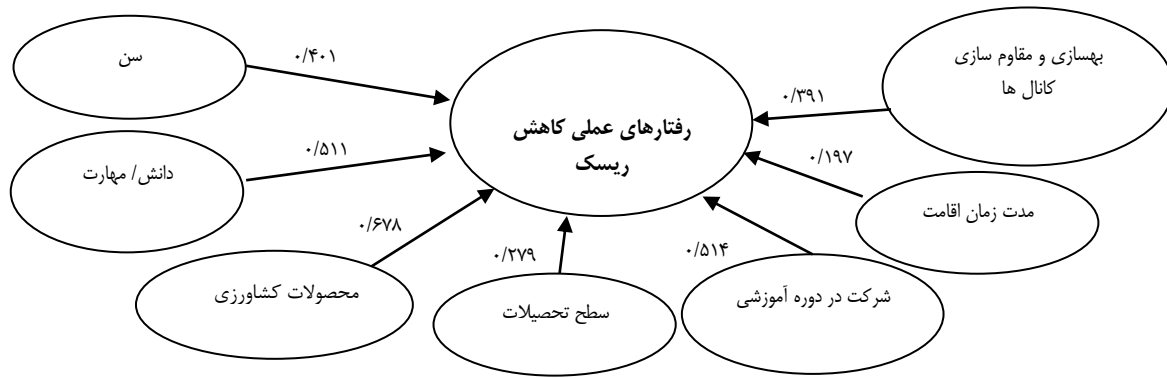 سن
۰/۴۰۱
بهسازی و مقاوم سازی
کانال ها
۰/۳۹۱
رفتارهای عملی کاهش
ریسک
دانش/ مهارت
۰/۵۱۱
مدت زمان اقامت
۰/۱۹۷
محصولات کشاورزی
۰/۶۷۸
سطح تحصیلات
۰/۲۷۹
شرکت در دوره آموزشی
۰/۵۱۴